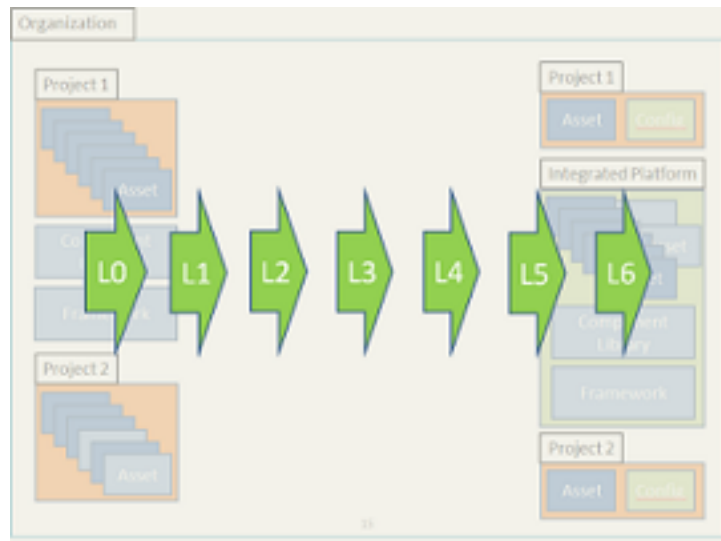 Organization
Project 1
Asset
Framework
Project 2
Asset
L0 L1 L2 L3 L4 L5 L6
Project 1
Asset Config
Integrated Platform
Component
Library
Framework
Project 2
Asset Config